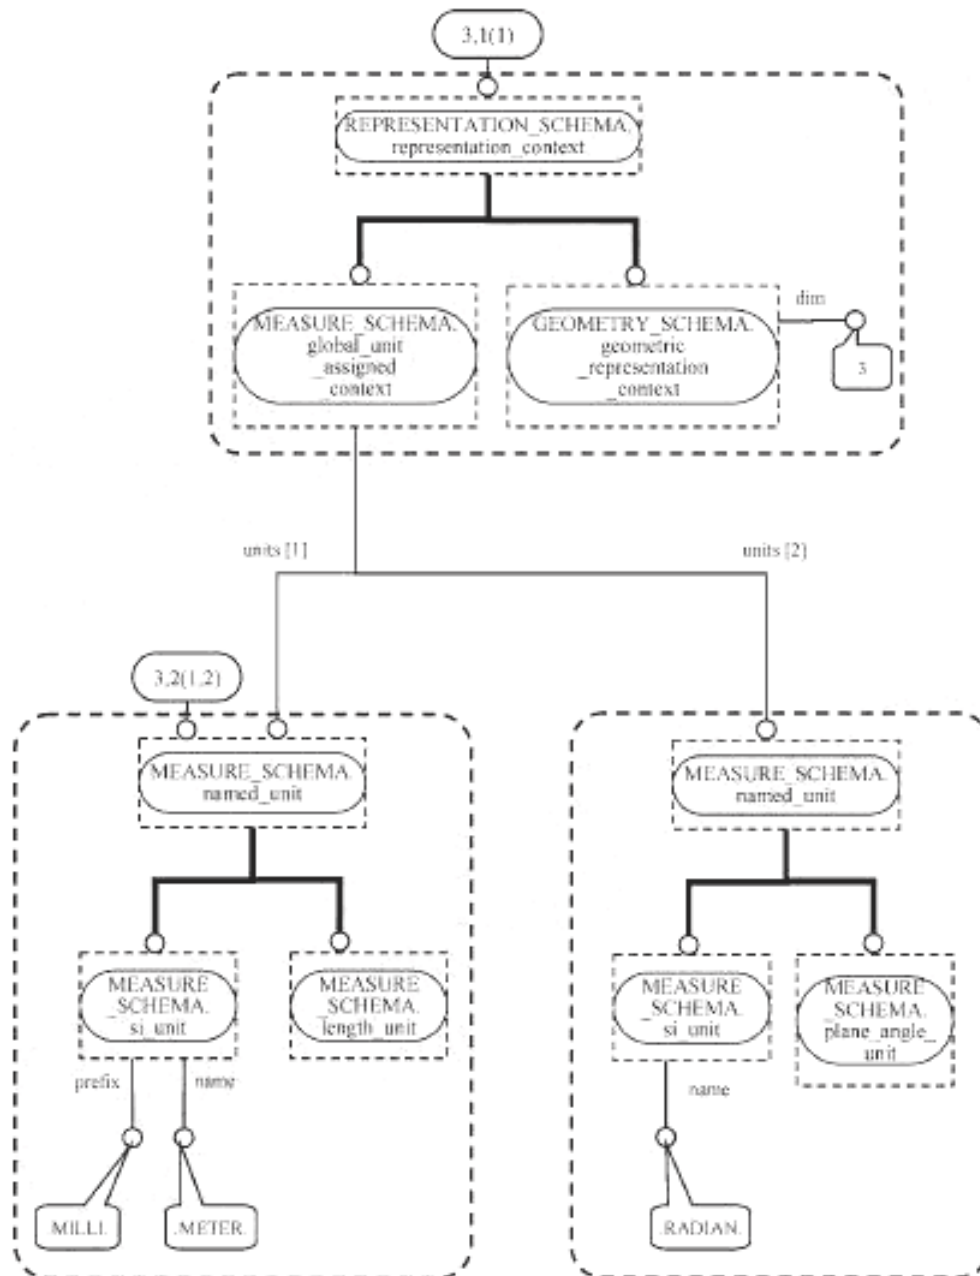 3,1(1)
REPRESENTATION_SCHEMA.
representation_context
MEASURE_SCHEMA.
global_unit
_assigned
_context
GEOMETRY_SCHEMA.
geometric
_representation
_context
dim
3
units [1]
units [2]
3,2(1,2)
MEASURE_SCHEMA.
named_unit
MEASURE_SCHEMA.
named_unit
MEASURE
_SCHEMA.
si_unit
MEASURE
_SCHEMA.
length_unit
MEASURE
_SCHEMA.
si_unit
MEASURE
_SCHEMA.
plane_angle_
unit
prefix
name
name
.MILLI.
.METER.
.RADIAN.